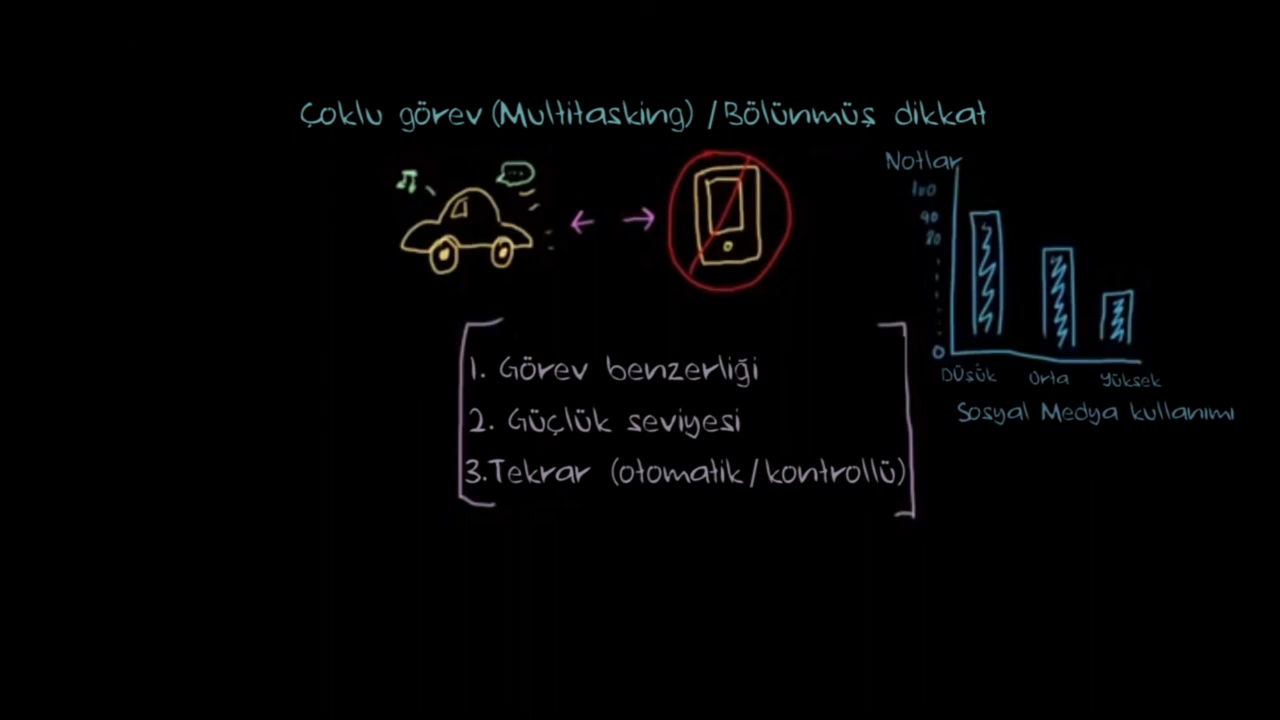 Çoklu görev (Multitasking) / Bölünmüş dikkat
Notlar
100
90
80
0
Düşük Orta Yüksek
Sosyal Medya kullanımı
1. Görev benzerliği
2. Güçlük seviyesi
3. Tekrar (otomatik/kontrollü)